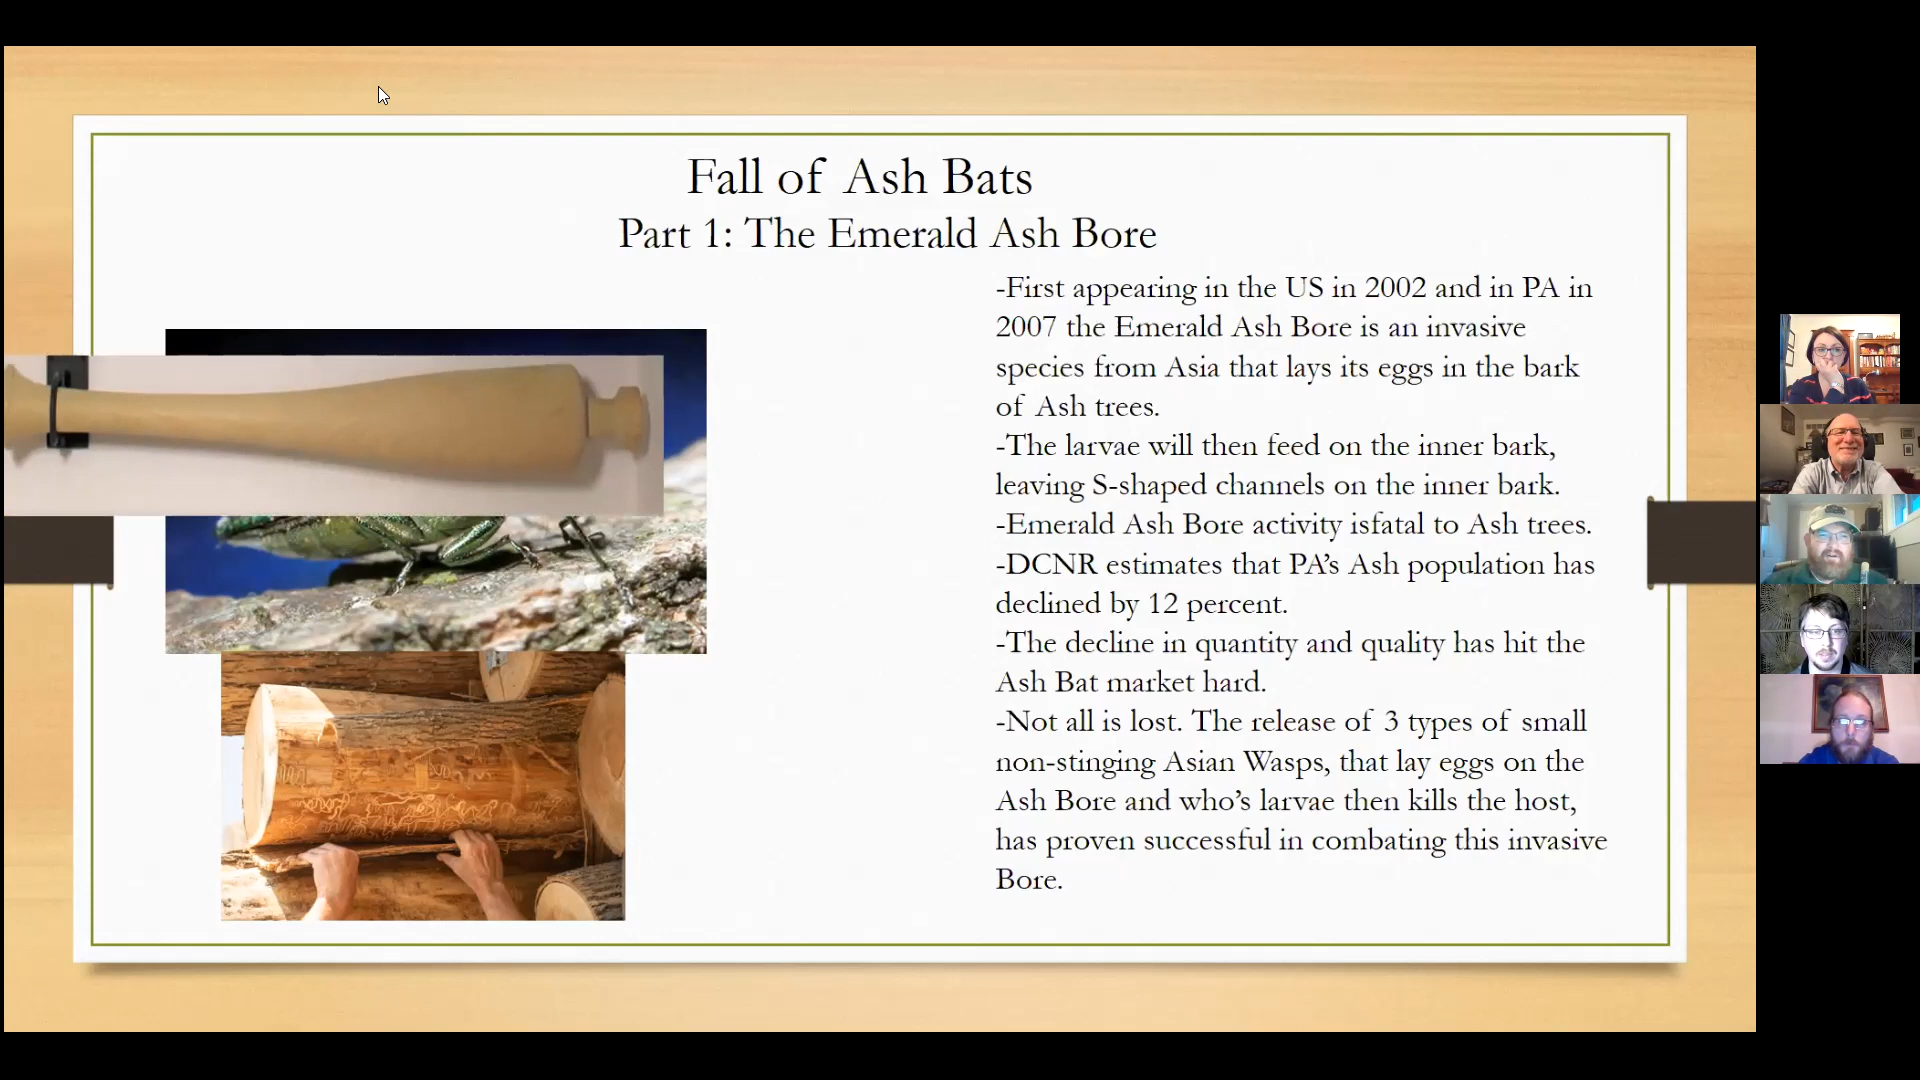 Fall of Ash Bats
Part 1: The Emerald Ash Bore
-First appearing in the US in 2002 and in PA in
2007 the Emerald Ash Bore is an invasive
species from Asia that lays its eggs in the bark
of Ash trees.
-The larvae will then feed on the inner bark,
leaving S-shaped channels on the inner bark.
-Emerald Ash Bore activity isfatal to Ash trees.
-DCNR estimates that PA’s Ash population has
declined by 12 percent.
-The decline in quantity and quality has hit the
Ash Bat market hard.
-Not all is lost. The release of 3 types of small
non-stinging Asian Wasps, that lay eggs on the
Ash Bore and who’s larvae then kills the host,
has proven successful in combating this invasive
Bore.